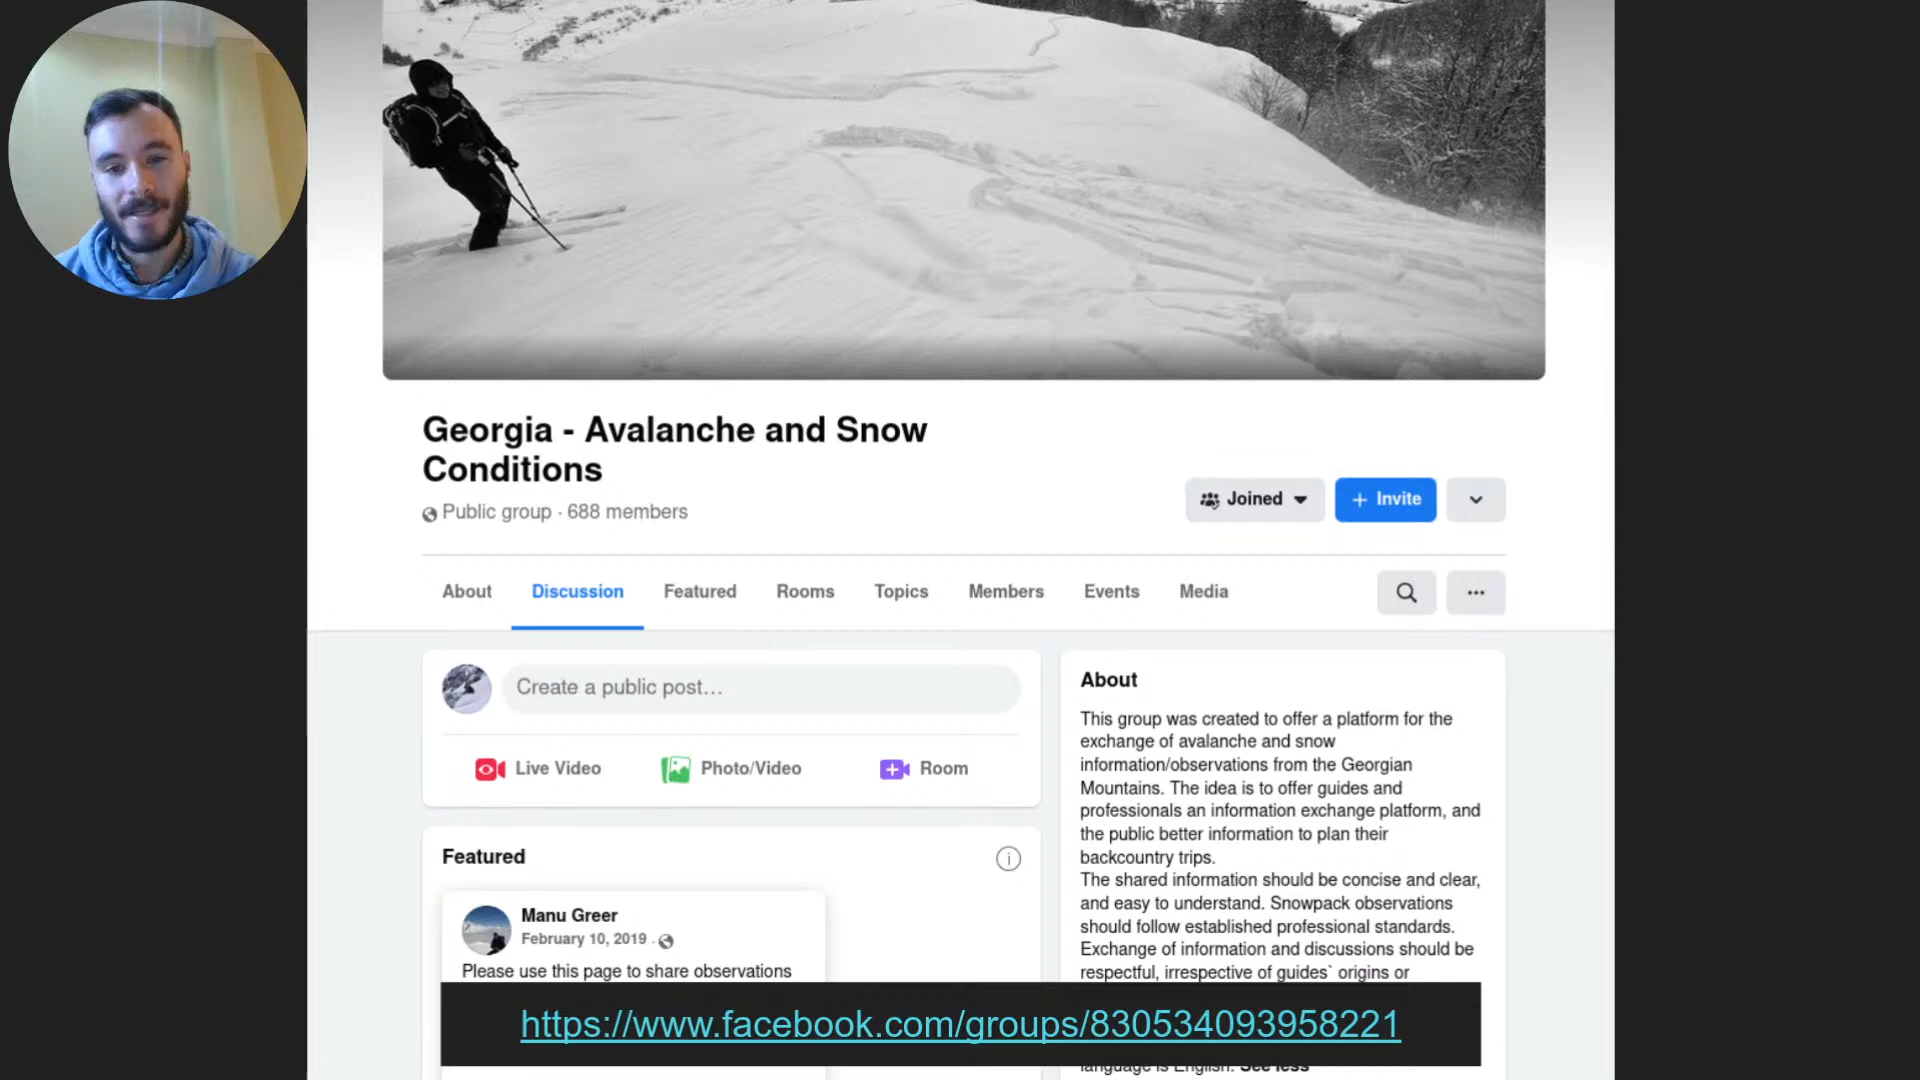 Georgia - Avalanche and Snow
Conditions
Public group · 688 members
Joined
+ Invite
About
Discussion
Featured
Rooms
Topics
Members
Events
Media
Create a public post…
Live Video
Photo/Video
Room
Featured
Manu Greer
February 10, 2019 ·
Please use this page to share observations
About
This group was created to offer a platform for the
exchange of avalanche and snow
information/observations from the Georgian
Mountains. The idea is to offer guides and
professionals an information exchange platform, and
the public better information to plan their
backcountry trips.
The shared information should be concise and clear,
and easy to understand. Snowpack observations
should follow established professional standards.
Exchange of information and discussions should be
respectful, irrespective of guides` origins or
https://www.facebook.com/groups/830534093958221
language is English. See less